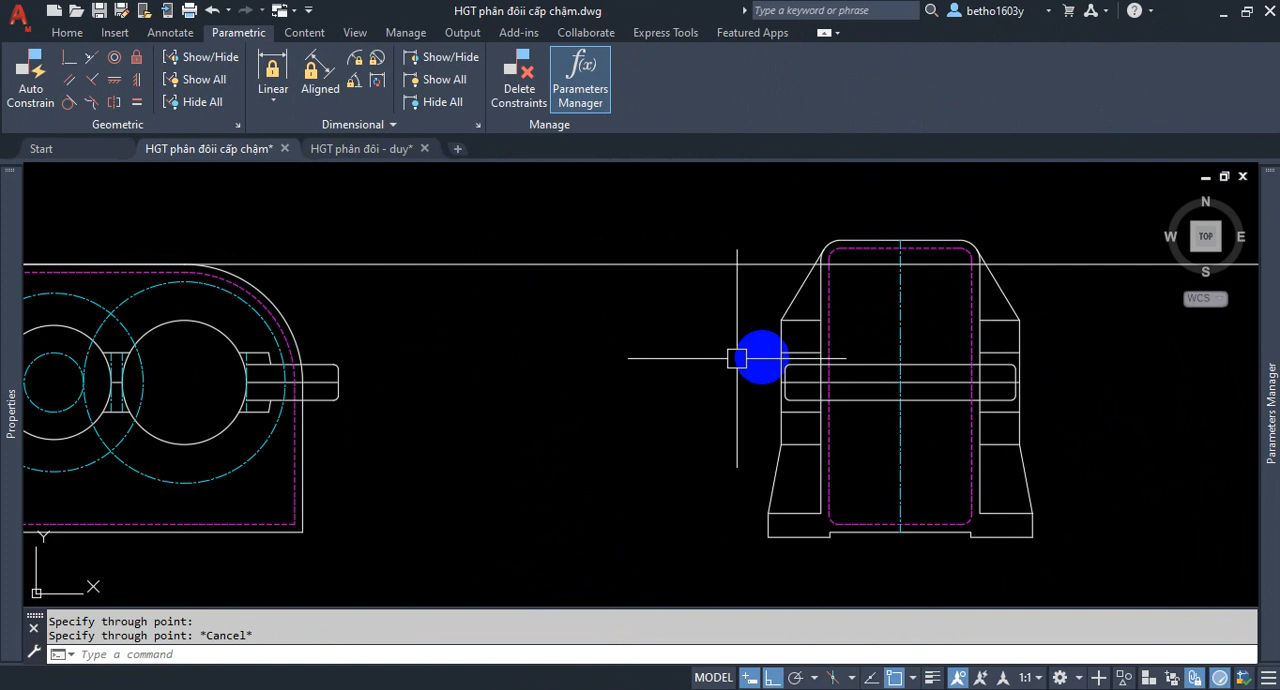 HGT phân đôii cấp chậm.dwg
Type a keyword or phrase
betho1603y
M
Home Insert Annotate Parametric Content View Manage Output Add-ins Collaborate Express Tools Featured Apps
Auto
Constrain
Show/Hide
Show All
Hide All
Geometric
Linear
Aligned
Show/Hide
Show All
Hide All
Dimensional
Delete
Constraints
f(x)
Parameters
Manager
Manage
Start
HGT phân đôii cấp chậm*
HGT phân đôi - duy*
N
W TOP E
S
WCS
Properties
Parameters Manager
Y
X
Specify through point:
Specify through point: *Cancel*
Type a command
MODEL
1:1